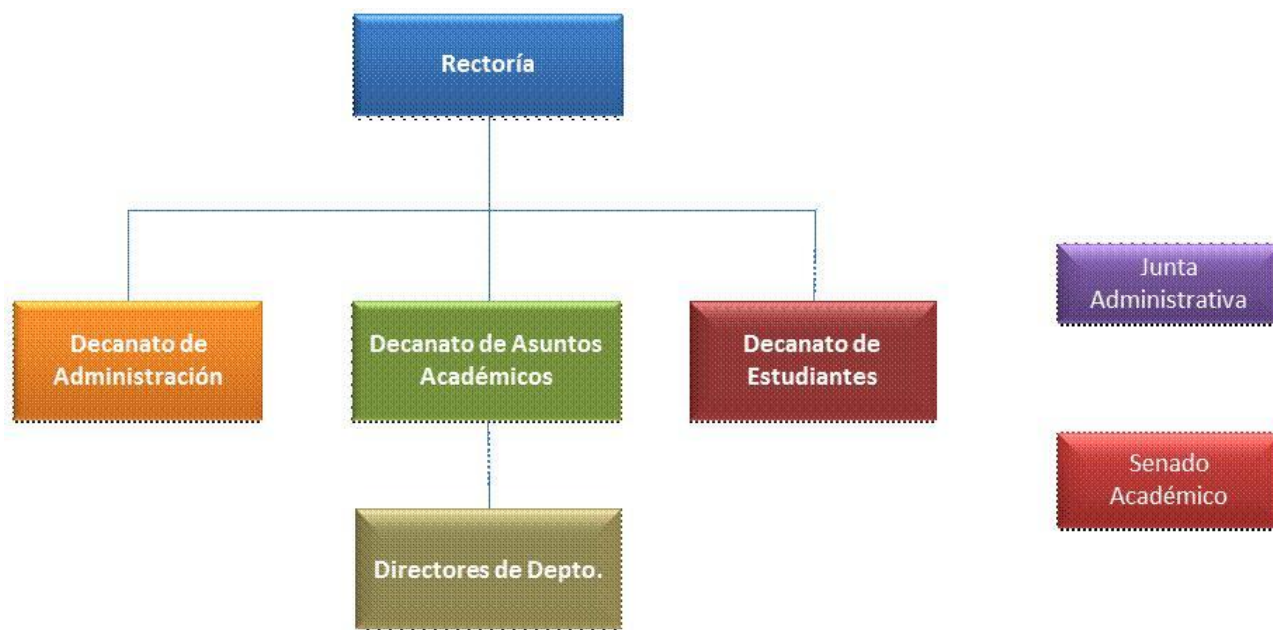 Rectoría
Decanato de
Administración
Decanato de Asuntos
Académicos
Decanato de
Estudiantes
Junta
Administrativa
Senado
Académico
Directores de Depto.